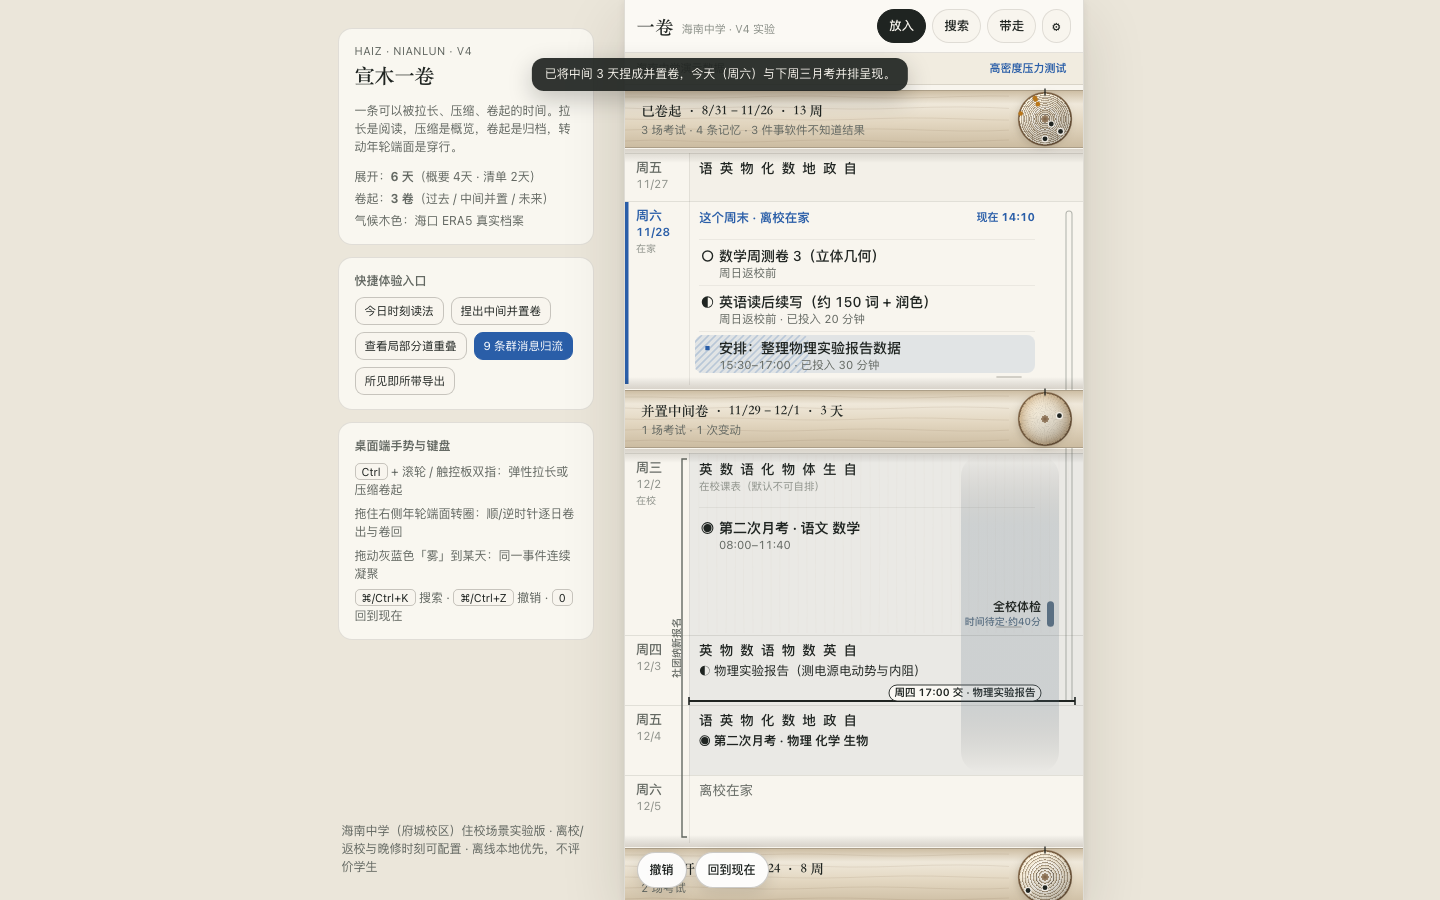 HAIZ · NIANLUN · V4
宣木一卷
一条可以被拉长、压缩、卷起的时间。拉
长是阅读，压缩是概览，卷起是归档，转
动年轮端面是穿行。
展开：6 天（概要 4天 · 清单 2天）
卷起：3 卷（过去 / 中间并置 / 未来）
气候木色：海口 ERA5 真实档案
快捷体验入口
今日时刻读法
捏出中间并置卷
查看局部分道重叠
9 条群消息归流
所见即所带导出
桌面端手势与键盘
Ctrl + 滚轮 / 触控板双指：弹性拉长或
压缩卷起
拖住右侧年轮端面转圈：顺/逆时针逐日卷
出与卷回
拖动灰蓝色「雾」到某天：同一事件连续
凝聚
⌘/Ctrl+K 搜索 · ⌘/Ctrl+Z 撤销 · 0
回到现在
海南中学（府城校区）住校场景实验版 · 离校/
返校与晚修时刻可配置 · 离线本地优先，不评
价学生
一卷 海南中学 · V4 实验
放入
搜索
带走
⚙
已将中间 3 天捏成并置卷，今天（周六）与下周三月考并排呈现。
高密度压力测试
已卷起 · 8/31 – 11/26 · 13 周
3 场考试 · 4 条记忆 · 3 件事软件不知道结果
周五
11/27
语 英 物 化 数 地 政 自
周六
11/28
在家
这个周末 · 离校在家
现在 14:10
数学周测卷 3（立体几何）
周日返校前
英语读后续写（约 150 词 + 润色）
周日返校前 · 已投入 20 分钟
安排：整理物理实验报告数据
15:30–17:00 · 已投入 30 分钟
并置中间卷 · 11/29 – 12/1 · 3 天
1 场考试 · 1 次变动
周三
12/2
在校
英 数 语 化 物 体 生 自
在校课表（默认不可自排）
第二次月考 · 语文 数学
08:00–11:40
全校体检
时间待定·约40分
社团纳新报名
周四
12/3
英 物 数 语 物 数 英 自
物理实验报告（测电源电动势与内阻）
周四 17:00 交 · 物理实验报告
周五
12/4
语 英 物 化 数 地 政 自
第二次月考 · 物理 化学 生物
周六
12/5
离校在家
撤销
回到现在
24 · 8 周
2 场考试